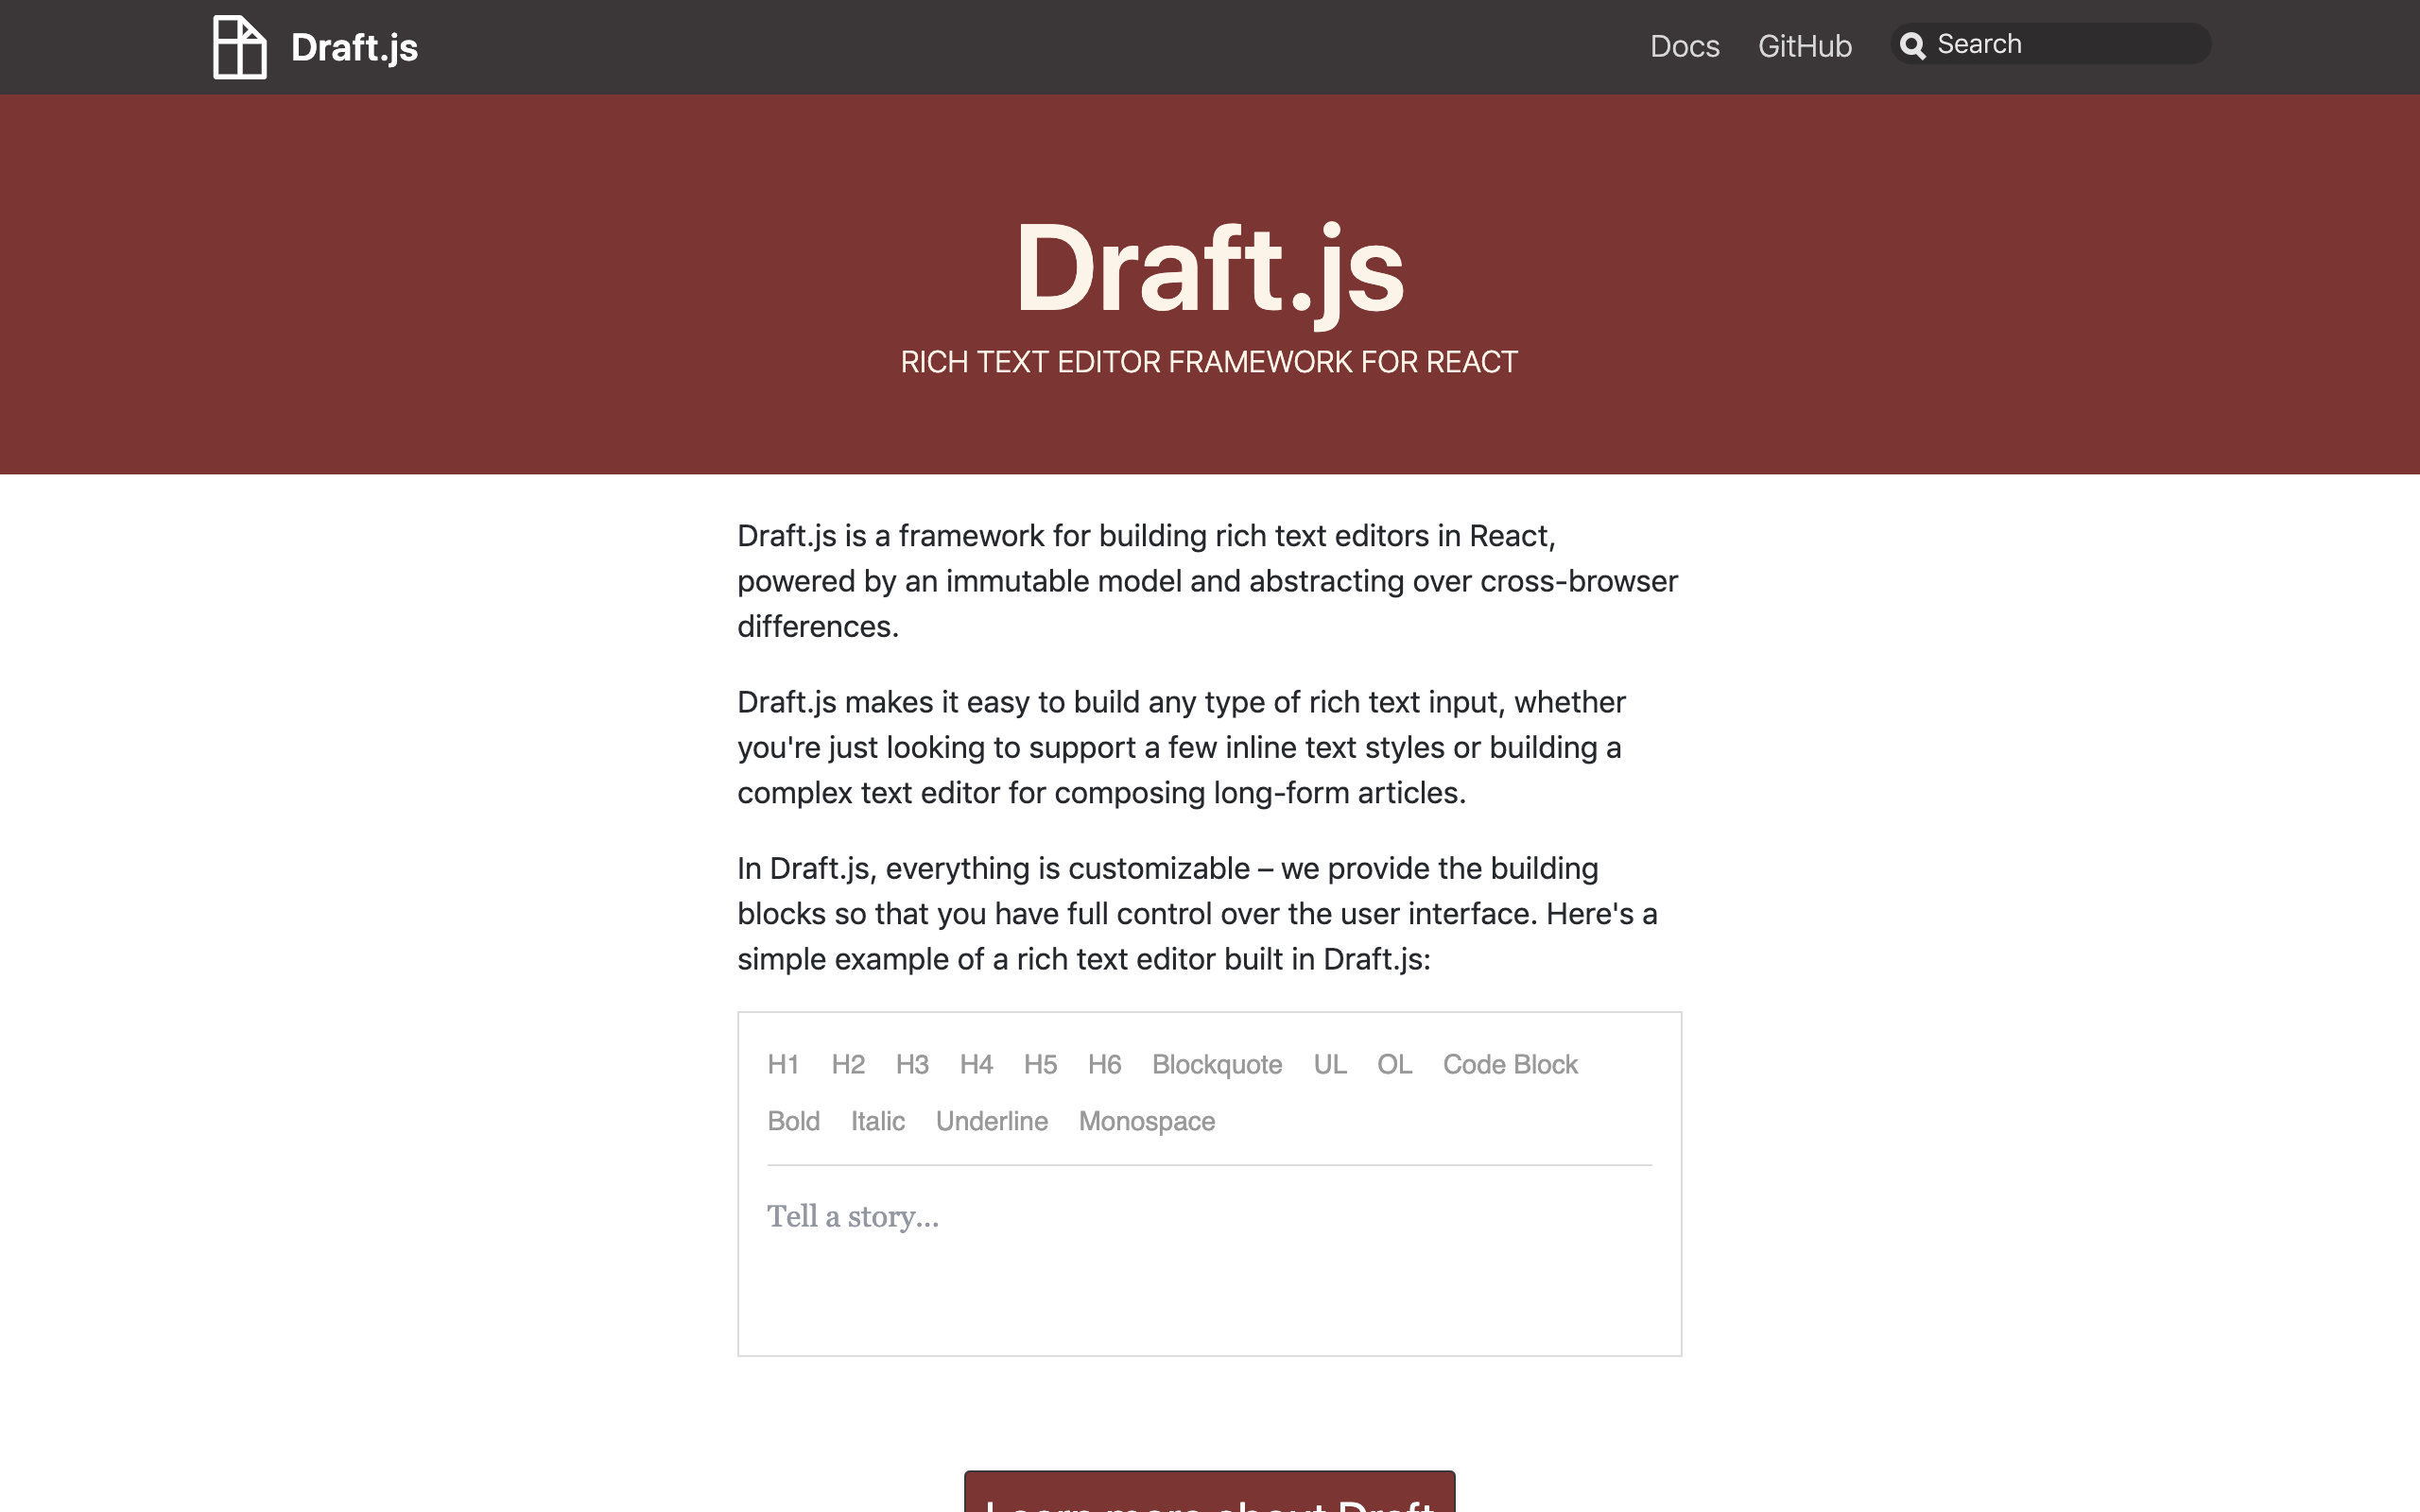 Draft.js
Docs GitHub Search
Draft.js
RICH TEXT EDITOR FRAMEWORK FOR REACT
Draft.js is a framework for building rich text editors in React,
powered by an immutable model and abstracting over cross-browser
differences.
Draft.js makes it easy to build any type of rich text input, whether
you're just looking to support a few inline text styles or building a
complex text editor for composing long-form articles.
In Draft.js, everything is customizable – we provide the building
blocks so that you have full control over the user interface. Here's a
simple example of a rich text editor built in Draft.js:
H1 H2 H3 H4 H5 H6 Blockquote UL OL Code Block
Bold Italic Underline Monospace
Tell a story...
Learn more about Draft